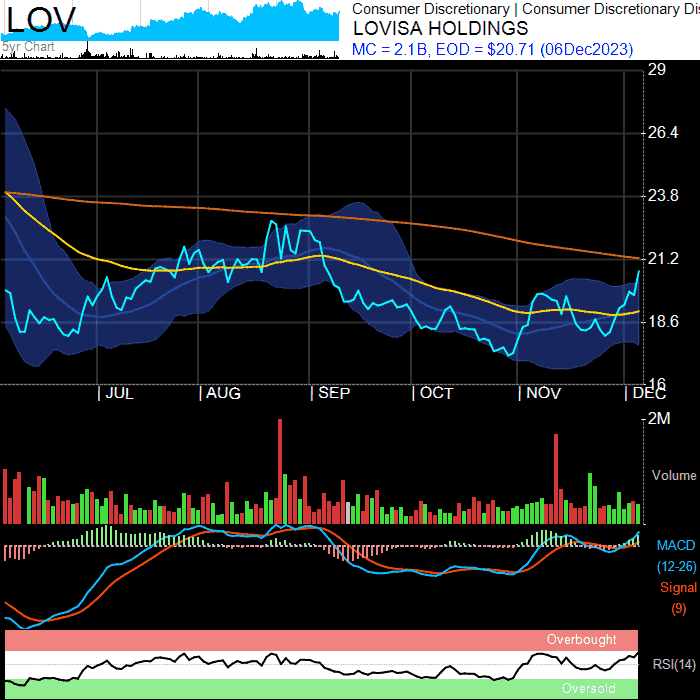 LOV
5yr Chart
Consumer Discretionary | Consumer Discretionary Dis
LOVISA HOLDINGS
MC = 2.1B, EOD = $20.71 (06Dec2023)
29
26.4
23.8
21.2
18.6
16
JUL AUG SEP OCT NOV DEC
2M
Volume
MACD
(12-26)
Signal
(9)
Overbought
RSI(14)
Oversold